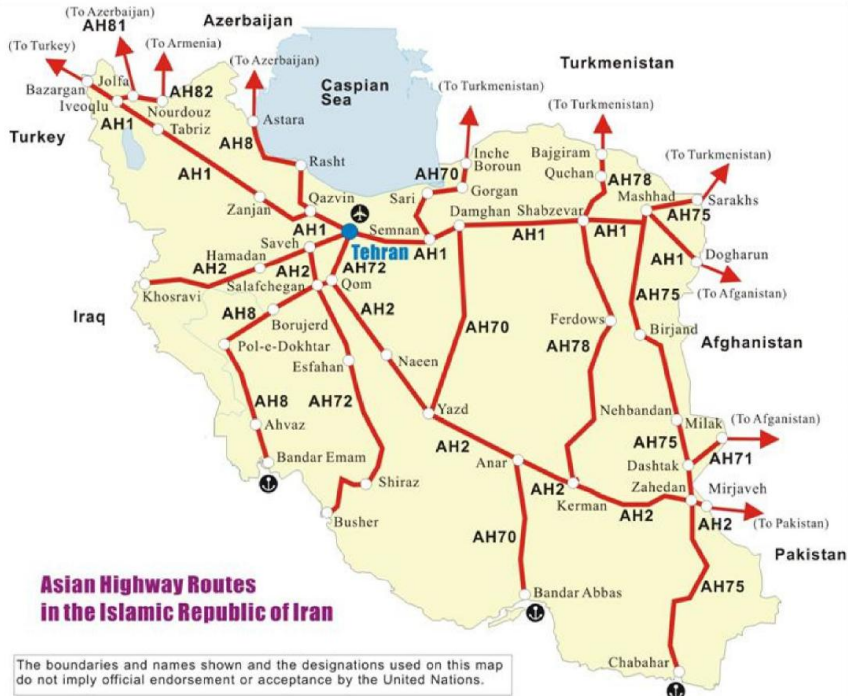 (To Azerbaijan)
Azerbaijan
AH81
(To Turkey)
(To Armenia)
(To Azerbaijan)
Turkmenistan
Jolfa
Bazargan
AH82
Caspian
Sea
(To Turkmenistan)
(To Turkmenistan)
Iveoqlu
Nourdouz
Astara
Turkey
AH1
Tabriz
AH8
Inche
Boroun
Bajgiram
(To Turkmenistan)
Rasht
AH70
Quchan
AH78
AH1
Sari
Gorgan
Mashhad
Sarakhs
Zanjan
Qazvin
Damghan
Shabzevar
AH75
AH1
Semnan
AH1
AH1
Saveh
Tehran
AH1
AH1
Dogharun
Hamadan
AH2
AH2
AH72
AH75
(To Afganistan)
Khosravi
Salafchegan
Qom
Iraq
AH8
AH2
AH70
Ferdows
Borujerd
AH78
Birjand
Afghanistan
Pol-e-Dokhtar
Esfahan
Naeen
AH8
AH72
Yazd
Nehbandan
Milak
(To Afganistan)
Ahvaz
AH2
AH75
AH71
Bandar Emam
Anar
Dashtak
Shiraz
AH2
Zahedan
Mirjaveh
Kerman
AH2
AH2
(To Pakistan)
Busher
AH70
Pakistan
Asian Highway Routes
in the Islamic Republic of Iran
Bandar Abbas
AH75
Chabahar
The boundaries and names shown and the designations used on this map
do not imply official endorsement or acceptance by the United Nations.